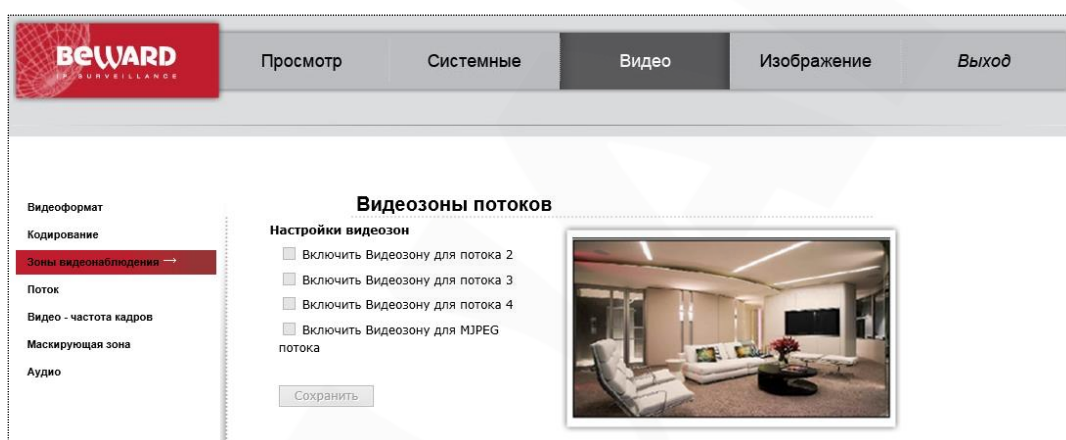 BEWARD
IP SURVEILLANCE
Просмотр
Системные
Видео
Изображение
Выход
Видеоформат
Кодирование
Зоны видеонаблюдения →
Поток
Видео - частота кадров
Маскирующая зона
Аудио
Видеозоны потоков
Настройки видеозон
Включить Видеозону для потока 2
Включить Видеозону для потока 3
Включить Видеозону для потока 4
Включить Видеозону для MJPEG
потока
Сохранить